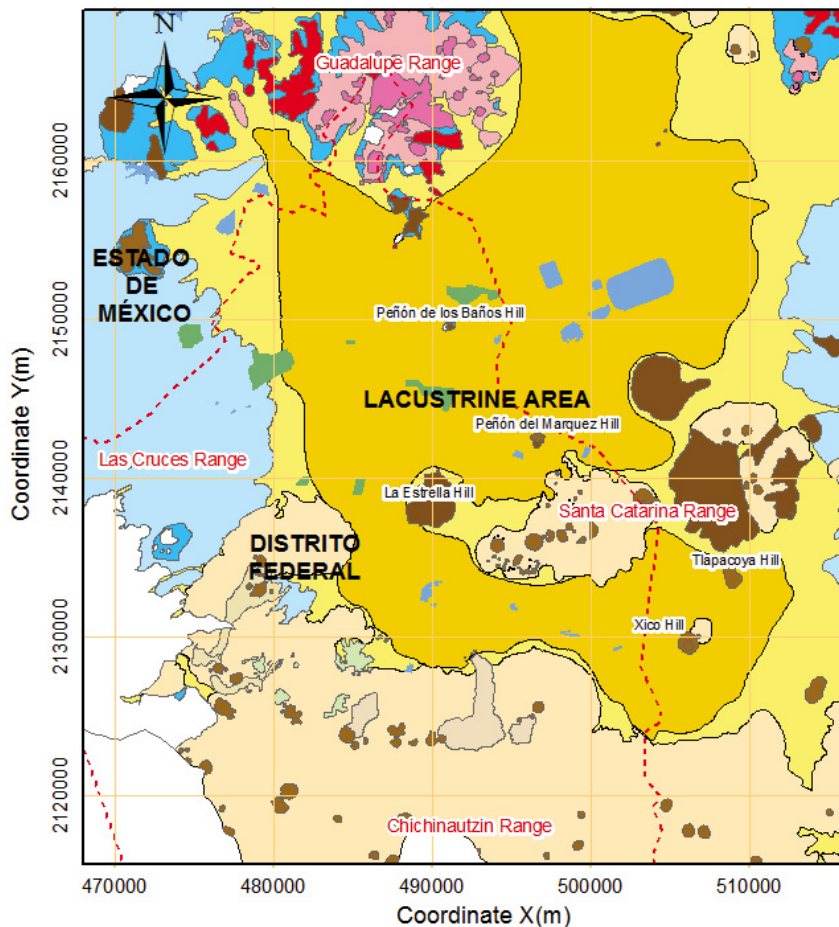 N
Guadalupe Range
2160000
ESTADO
DE
MÉXICO
Peñón de los Baños Hill
2150000
LACUSTRINE AREA
Peñón del Marquez Hill
Las Cruces Range
2140000
La Estrella Hill
Santa Catarina Range
DISTRITO
FEDERAL
Tlapacoya Hill
Xico Hill
2130000
2120000
Chichinautzin Range
Coordinate Y(m)
470000 480000 490000 500000 510000
Coordinate X(m)